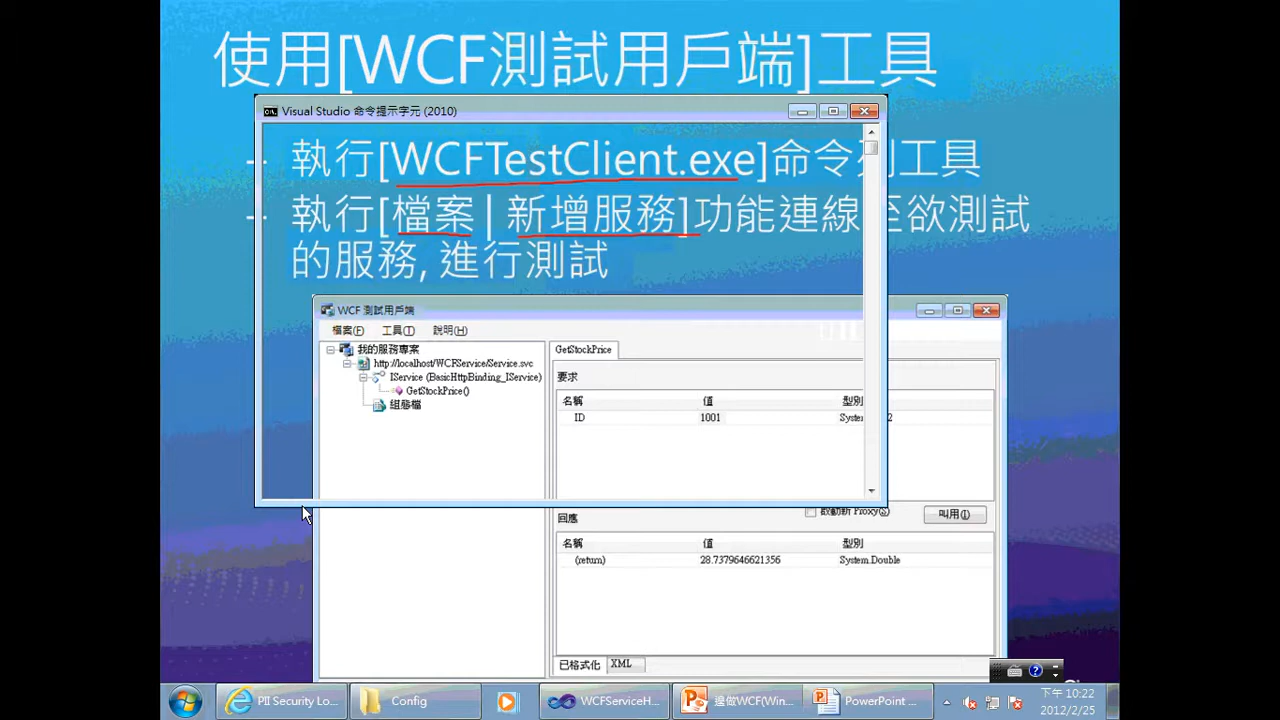 使用[WCF測試用戶端]工具
Visual Studio 命令提示字元 (2010)
– 執行[WCFTestClient.exe]命令列工具
– 執行[檔案 | 新增服務]功能連線至欲測試
的服務, 進行測試
WCF 測試用戶端
檔案(F) 工具(T) 說明(H)
我的服務專案
http://localhost/WCFService/Service.svc
IService (BasicHttpBinding_IService)
GetStockPrice()
組態檔
GetStockPrice
要求
名稱 值 型別
ID 1001 Syste 2
啟動新 Proxy(S) 叫用(I)
回應
名稱 值 型別
(return) 28.7379646621356 System.Double
已格式化 XML
PII Security Lo... Config WCFServiceH... 邊做WCF(Win... PowerPoint ...
下午 10:22
2012/2/25